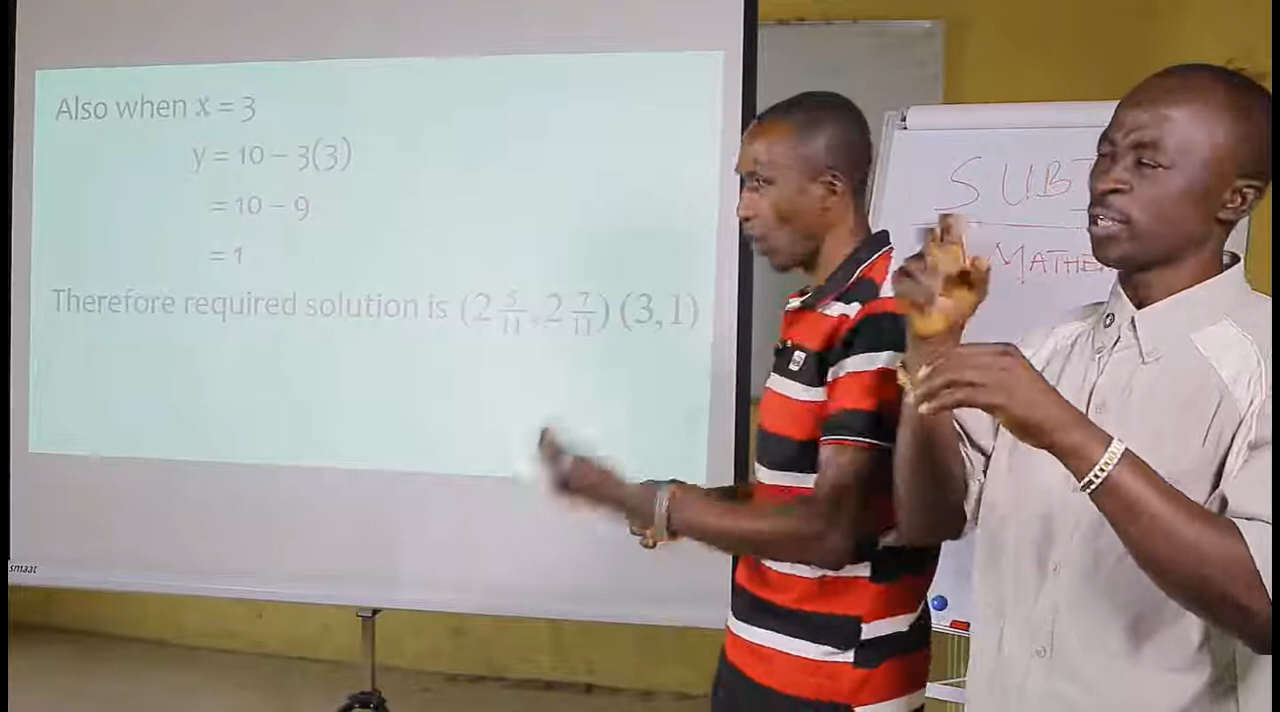 Also when x = 3
y = 10 − 3(3)
= 10 − 9
= 1
Therefore required solution is (2 5/11, 2 7/11) (3, 1)
smaat
SUBJ
MATHE